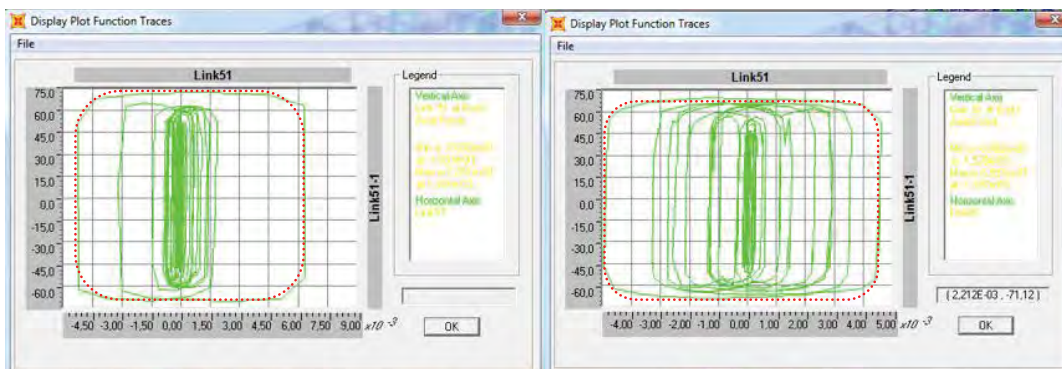 Display Plot Function Traces
File
Link51
75,0
60,0
45,0
30,0
15,0
0,0
-15,0
-30,0
-45,0
-60,0
-4,50 -3,00 0,00 1,50 3,00 4,50 6,00 7,50 9,00 x10 -3
Link51-1
Legend
Vertical Axis
Horizontal Axis
OK
Display Plot Function Traces
File
Link51
75,0
60,0
45,0
30,0
15,0
0,0
-15,0
-30,0
-45,0
-60,0
-4.00 -3.00 -2.00 -1.00 0.00 1.00 2.00 3.00 4.00 5.00 x10 -3
Link51-1
Legend
Vertical Axis
Horizontal Axis
( 2,212E-03 , -71,12 )
OK